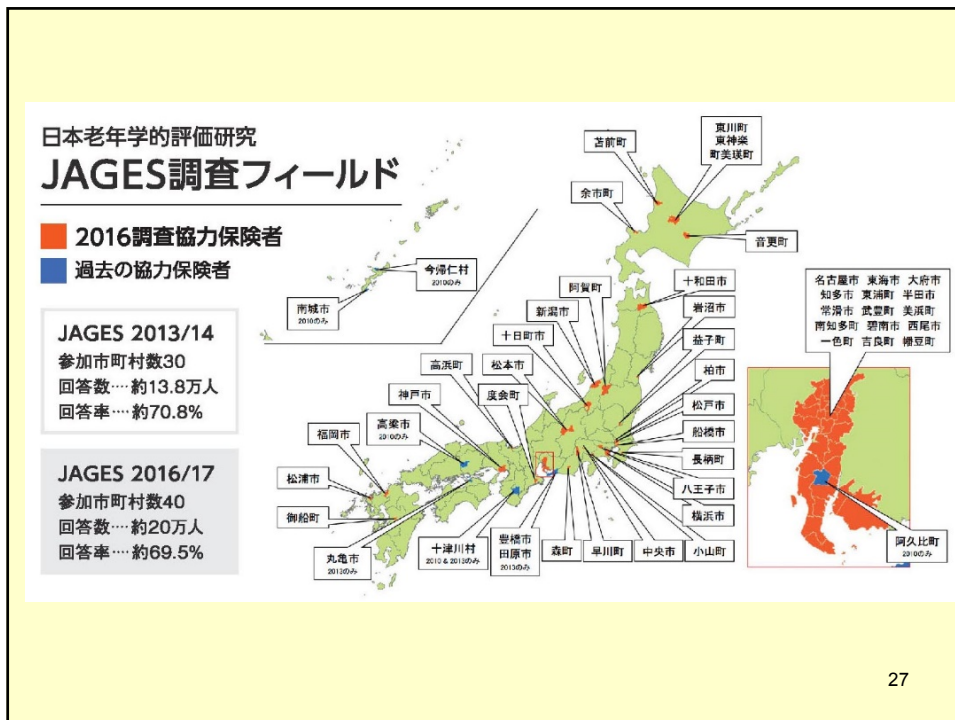 日本老年学的評価研究
JAGES調査フィールド
2016調査協力保険者
過去の協力保険者
JAGES 2013/14
参加市町村数30
回答数‥‥約13.8万人
回答率‥‥約70.8%
JAGES 2016/17
参加市町村数40
回答数‥‥約20万人
回答率‥‥約69.5%
今帰仁村
2010のみ
南城市
2010のみ
苫前町
東川町
東神楽
町美瑛町
余市町
音更町
十和田市
阿賀町
岩沼市
新潟市
益子町
十日町市
柏市
高浜町
松本市
松戸市
神戸市
度会町
船橋市
高梁市
2010のみ
長柄町
福岡市
八王子市
松浦市
横浜市
御船町
丸亀市
2013のみ
十津川村
2010 & 2013のみ
豊橋市
田原市
2013のみ
森町
早川町
中央市
小山町
名古屋市 東海市 大府市
知多市 東浦町 半田市
常滑市 武豊町 美浜町
南知多町 碧南市 西尾市
一色町 吉良町 幡豆町
阿久比町
2010のみ
27